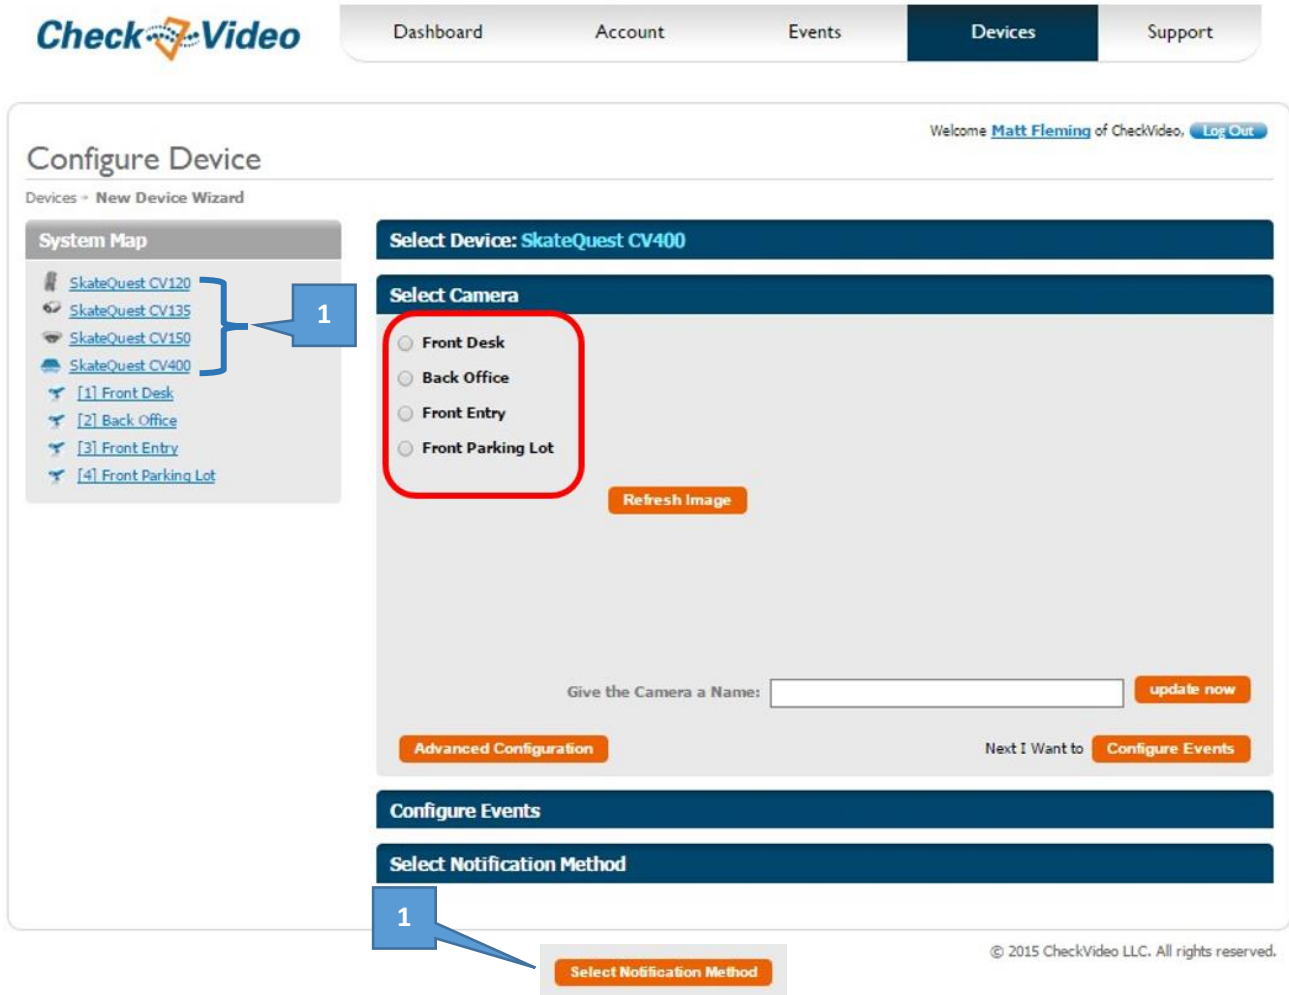 Check Video
Dashboard Account Events Devices Support
Welcome Matt Fleming of CheckVideo, Log Out
Configure Device
Devices New Device Wizard
System Map
SkateQuest CV120
SkateQuest CV135
SkateQuest CV150
SkateQuest CV400
[1] Front Desk
[2] Back Office
[3] Front Entry
[4] Front Parking Lot
1
Select Device: SkateQuest CV400
Select Camera
Front Desk
Back Office
Front Entry
Front Parking Lot
Refresh Image
Give the Camera a Name: update now
Advanced Configuration Next I Want to Configure Events
Configure Events
Select Notification Method
1
Select Notification Method
© 2015 CheckVideo LLC. All rights reserved.